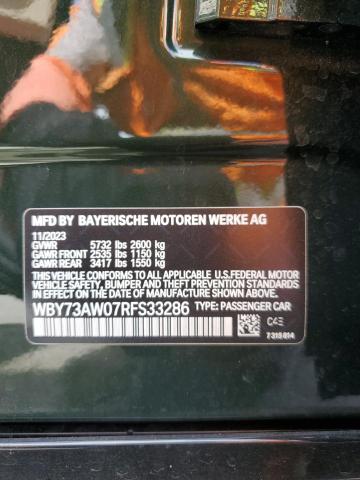 MFD BY BAYERISCHE MOTOREN WERKE AG
11/2023
GVWR 5732 lbs 2600 kg
GAWR FRONT 2535 lbs 1150 kg
GAWR REAR 3417 lbs 1550 kg
THIS VEHICLE CONFORMS TO ALL APPLICABLE U.S. FEDERAL MOTOR
VEHICLE SAFETY, BUMPER AND THEFT PREVENTION STANDARDS
IN EFFECT ON THE DATE OF MANUFACTURE SHOWN ABOVE.
WBY73AW07RFS33286 TYPE: PASSENGER CAR
C4E
7315814